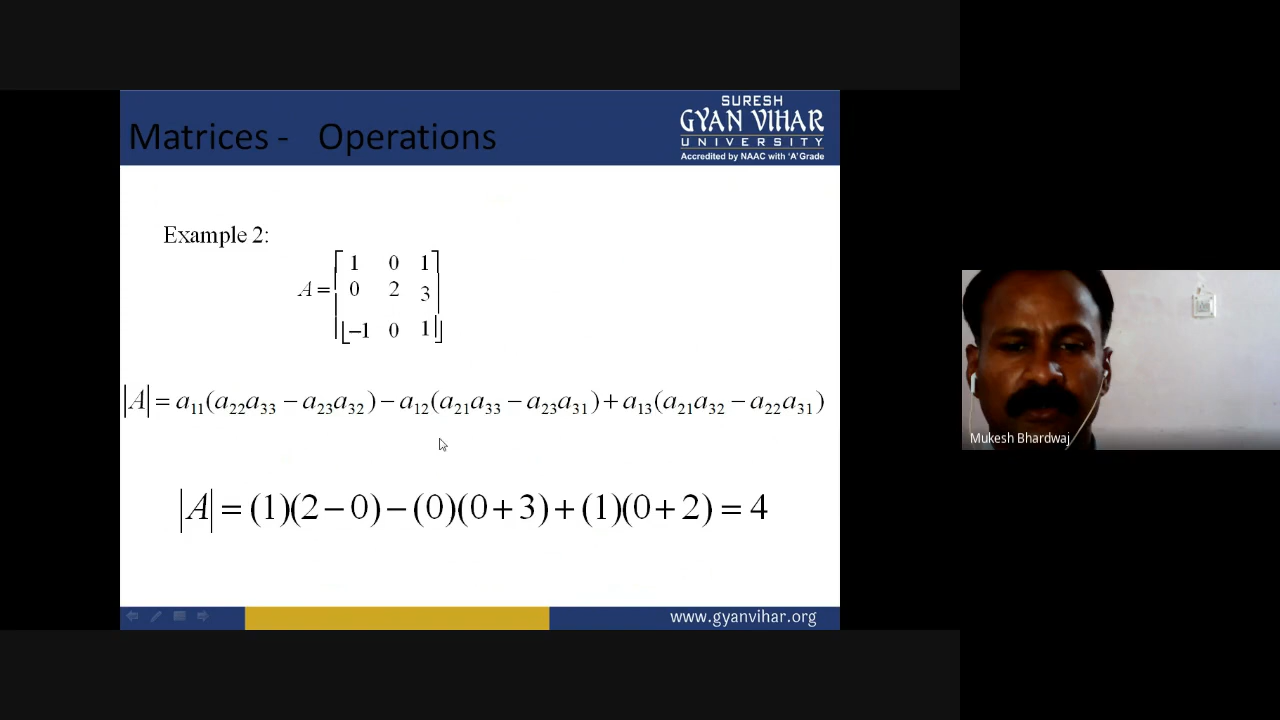 Matrices - Operations
SURESH
GYAN VIHAR
UNIVERSITY
Accredited by NAAC with 'A' Grade
Example 2:
A = [1 0 1
0 2 3
−1 0 1]
|A| = a₁₁(a₂₂a₃₃ − a₂₃a₃₂) − a₁₂(a₂₁a₃₃ − a₂₃a₃₁) + a₁₃(a₂₁a₃₂ − a₂₂a₃₁)
|A| = (1)(2 − 0) − (0)(0 + 3) + (1)(0 + 2) = 4
www.gyanvihar.org
Mukesh Bhardwaj